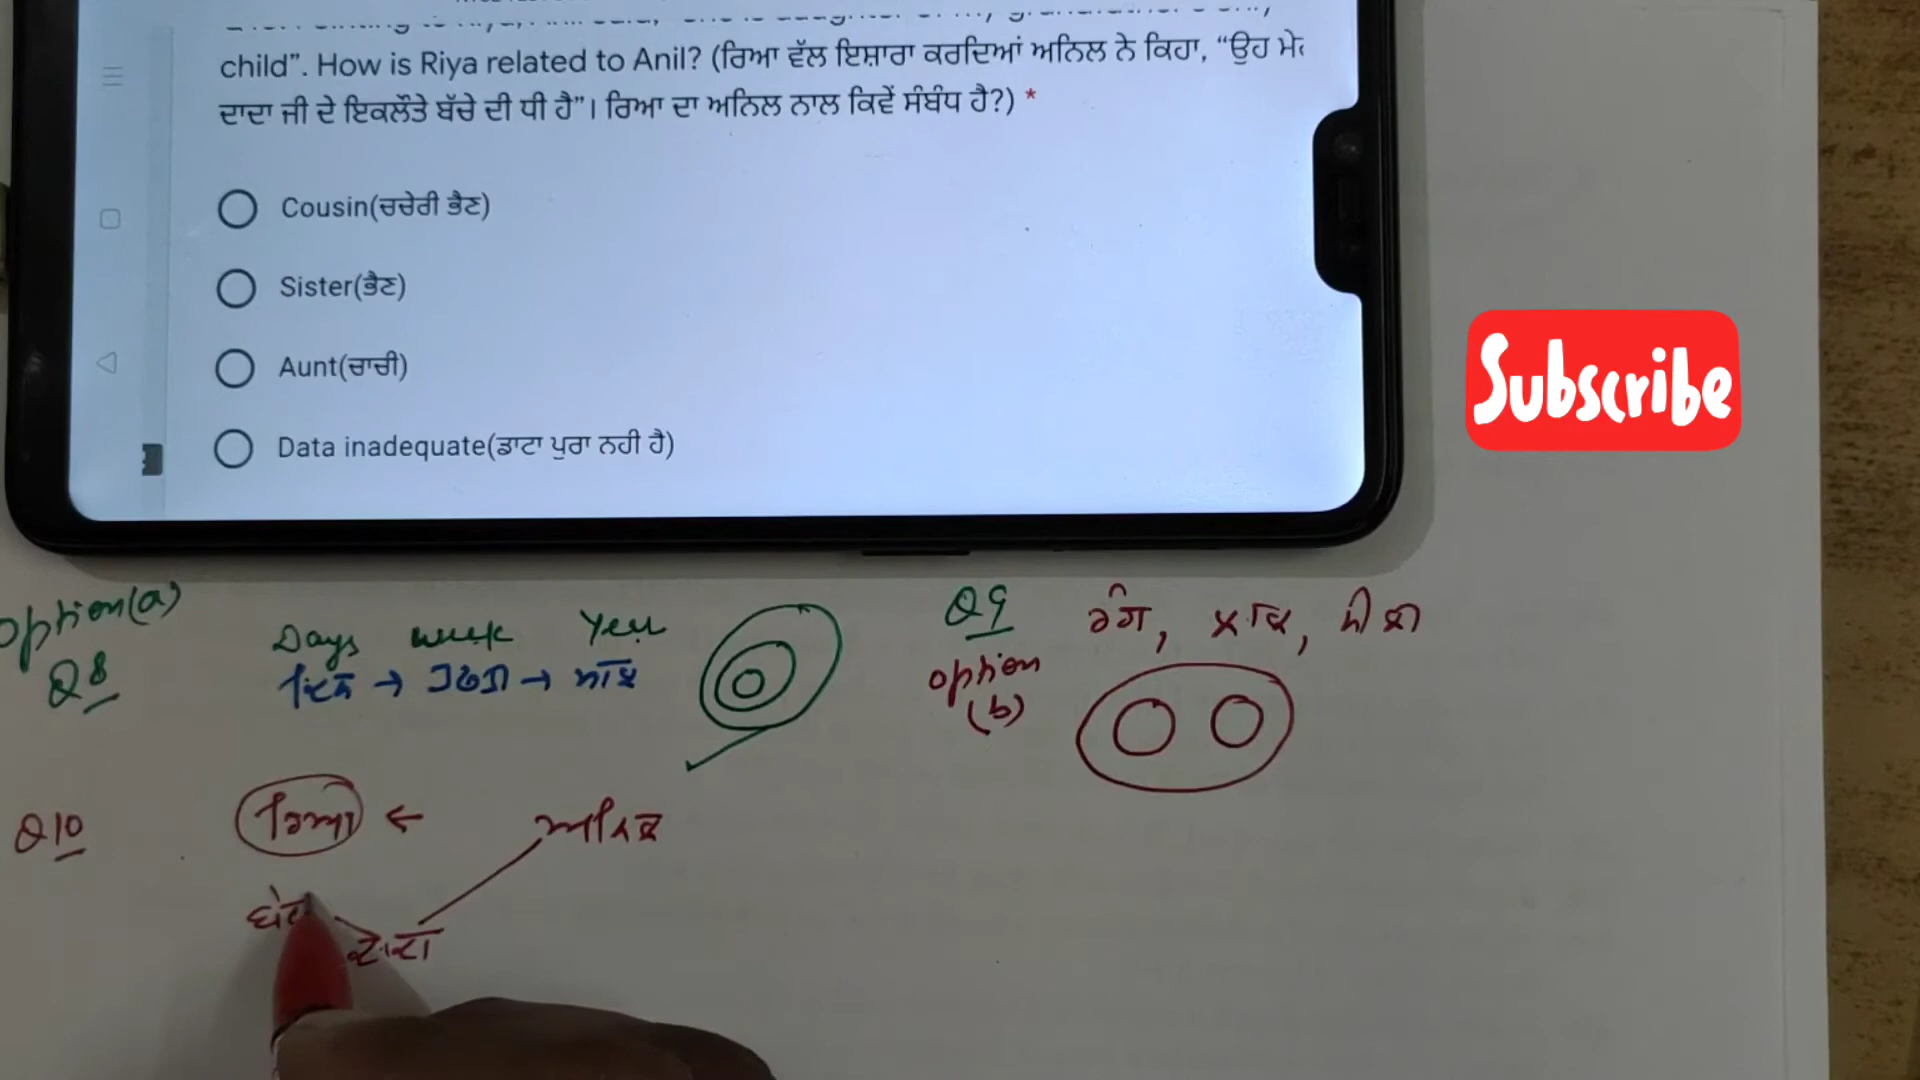 child". How is Riya related to Anil? (ਰਿਆ ਵੱਲ ਇਸ਼ਾਰਾ ਕਰਦਿਆਂ ਅਨਿਲ ਨੇ ਕਿਹਾ, “ਉਹ ਮੇਰ
ਦਾਦਾ ਜੀ ਦੇ ਇਕਲੌਤੇ ਬੱਚੇ ਦੀ ਧੀ ਹੈ”। ਰਿਆ ਦਾ ਅਨਿਲ ਨਾਲ ਕਿਵੇਂ ਸੰਬੰਧ ਹੈ?) *
Cousin(ਚਚੇਰੀ ਭੈਣ)
Sister(ਭੈਣ)
Aunt(ਚਾਚੀ)
Data inadequate(ਡਾਟਾ ਪੁਰਾ ਨਹੀ ਹੈ)
Subscribe
option(a)
Q8
Days week Year
ਦਿਨ → ਹਫਤਾ → ਸਾਲ
Q9
option
(b)
ਰੰਗ,
Q10
ਰਿਆ ← ਅਨਿਲ
ਦਾਦਾ